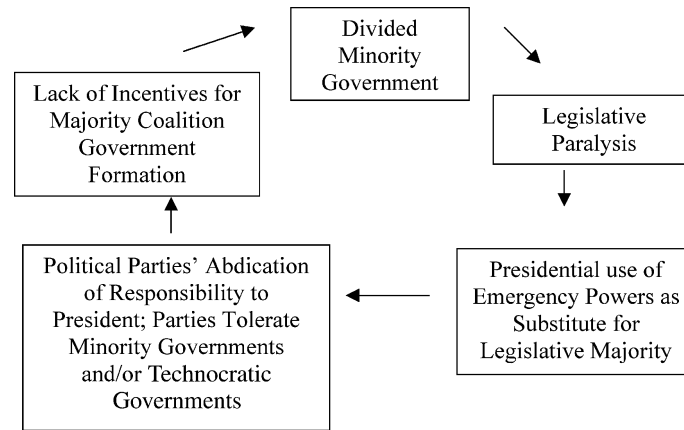 Divided
Minority
Government
Legislative
Paralysis
Presidential use of
Emergency Powers as
Substitute for
Legislative Majority
Political Parties’ Abdication
of Responsibility to
President; Parties Tolerate
Minority Governments
and/or Technocratic
Governments
Lack of Incentives for
Majority Coalition
Government
Formation